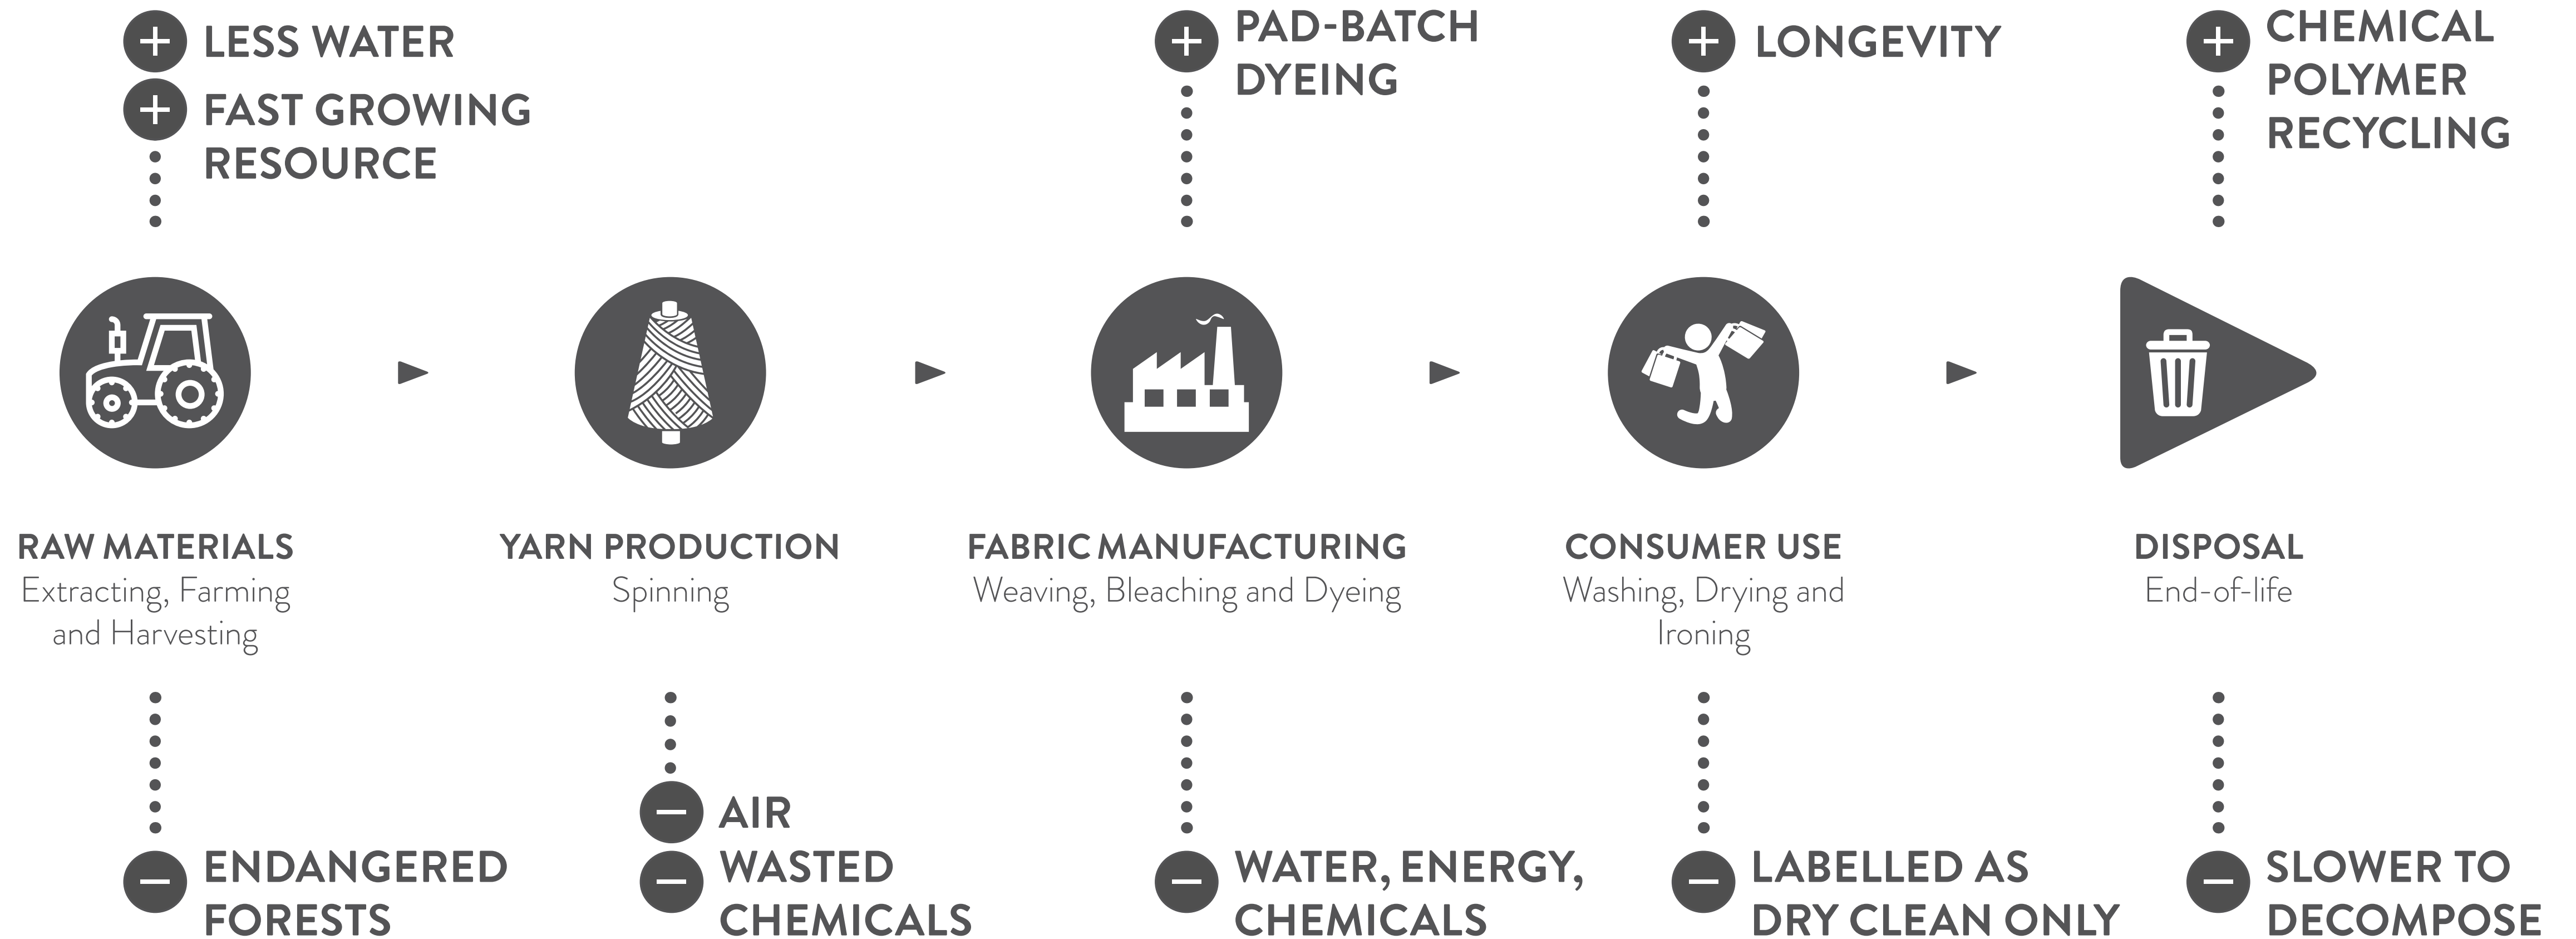 LESS WATER
FAST GROWING
RESOURCE
PAD-BATCH
DYEING
LONGEVITY
CHEMICAL
POLYMER
RECYCLING
RAW MATERIALS
Extracting, Farming
and Harvesting
YARN PRODUCTION
Spinning
FABRIC MANUFACTURING
Weaving, Bleaching and Dyeing
CONSUMER USE
Washing, Drying and
Ironing
DISPOSAL
End-of-life
ENDANGERED
FORESTS
AIR
WASTED
CHEMICALS
WATER, ENERGY,
CHEMICALS
LABELLED AS
DRY CLEAN ONLY
SLOWER TO
DECOMPOSE